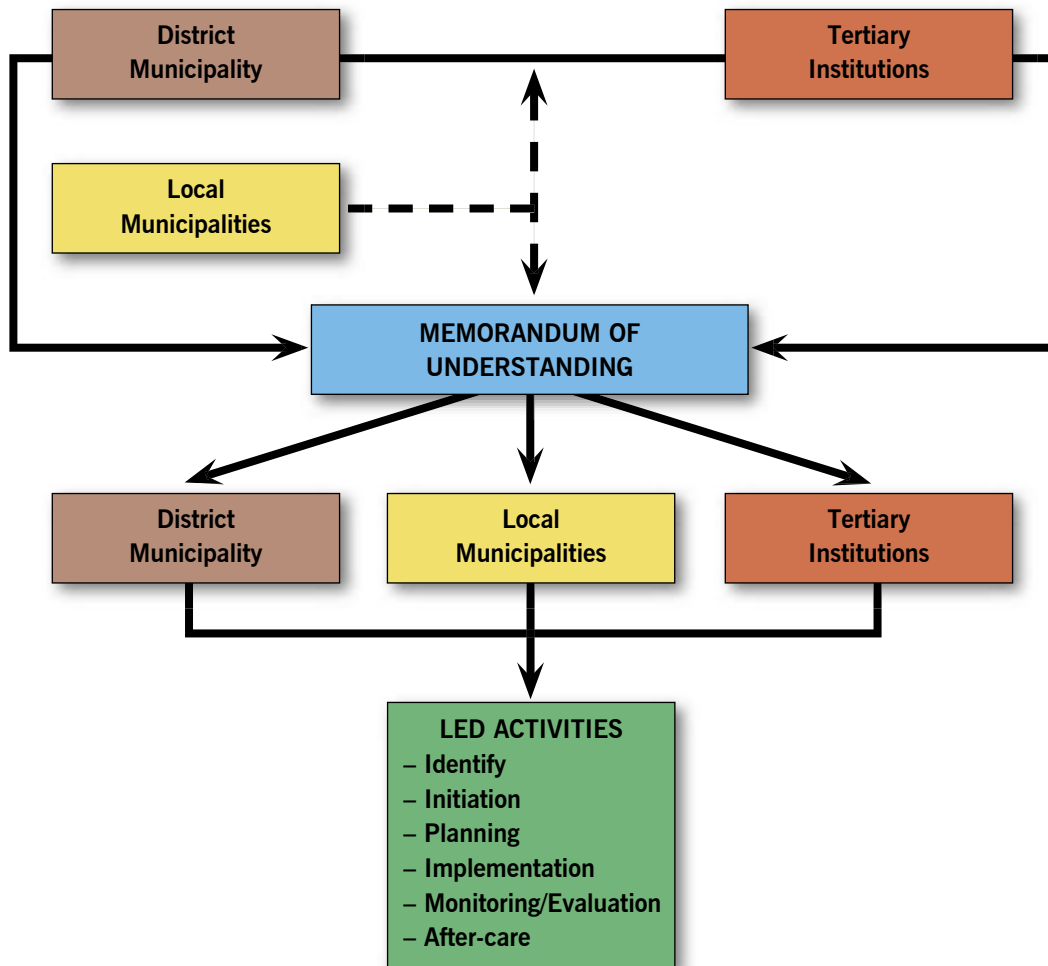 District
Municipality
Tertiary
Institutions
Local
Municipalities
MEMORANDUM OF
UNDERSTANDING
District
Municipality
Local
Municipalities
Tertiary
Institutions
LED ACTIVITIES
– Identify
– Initiation
– Planning
– Implementation
– Monitoring/Evaluation
– After-care